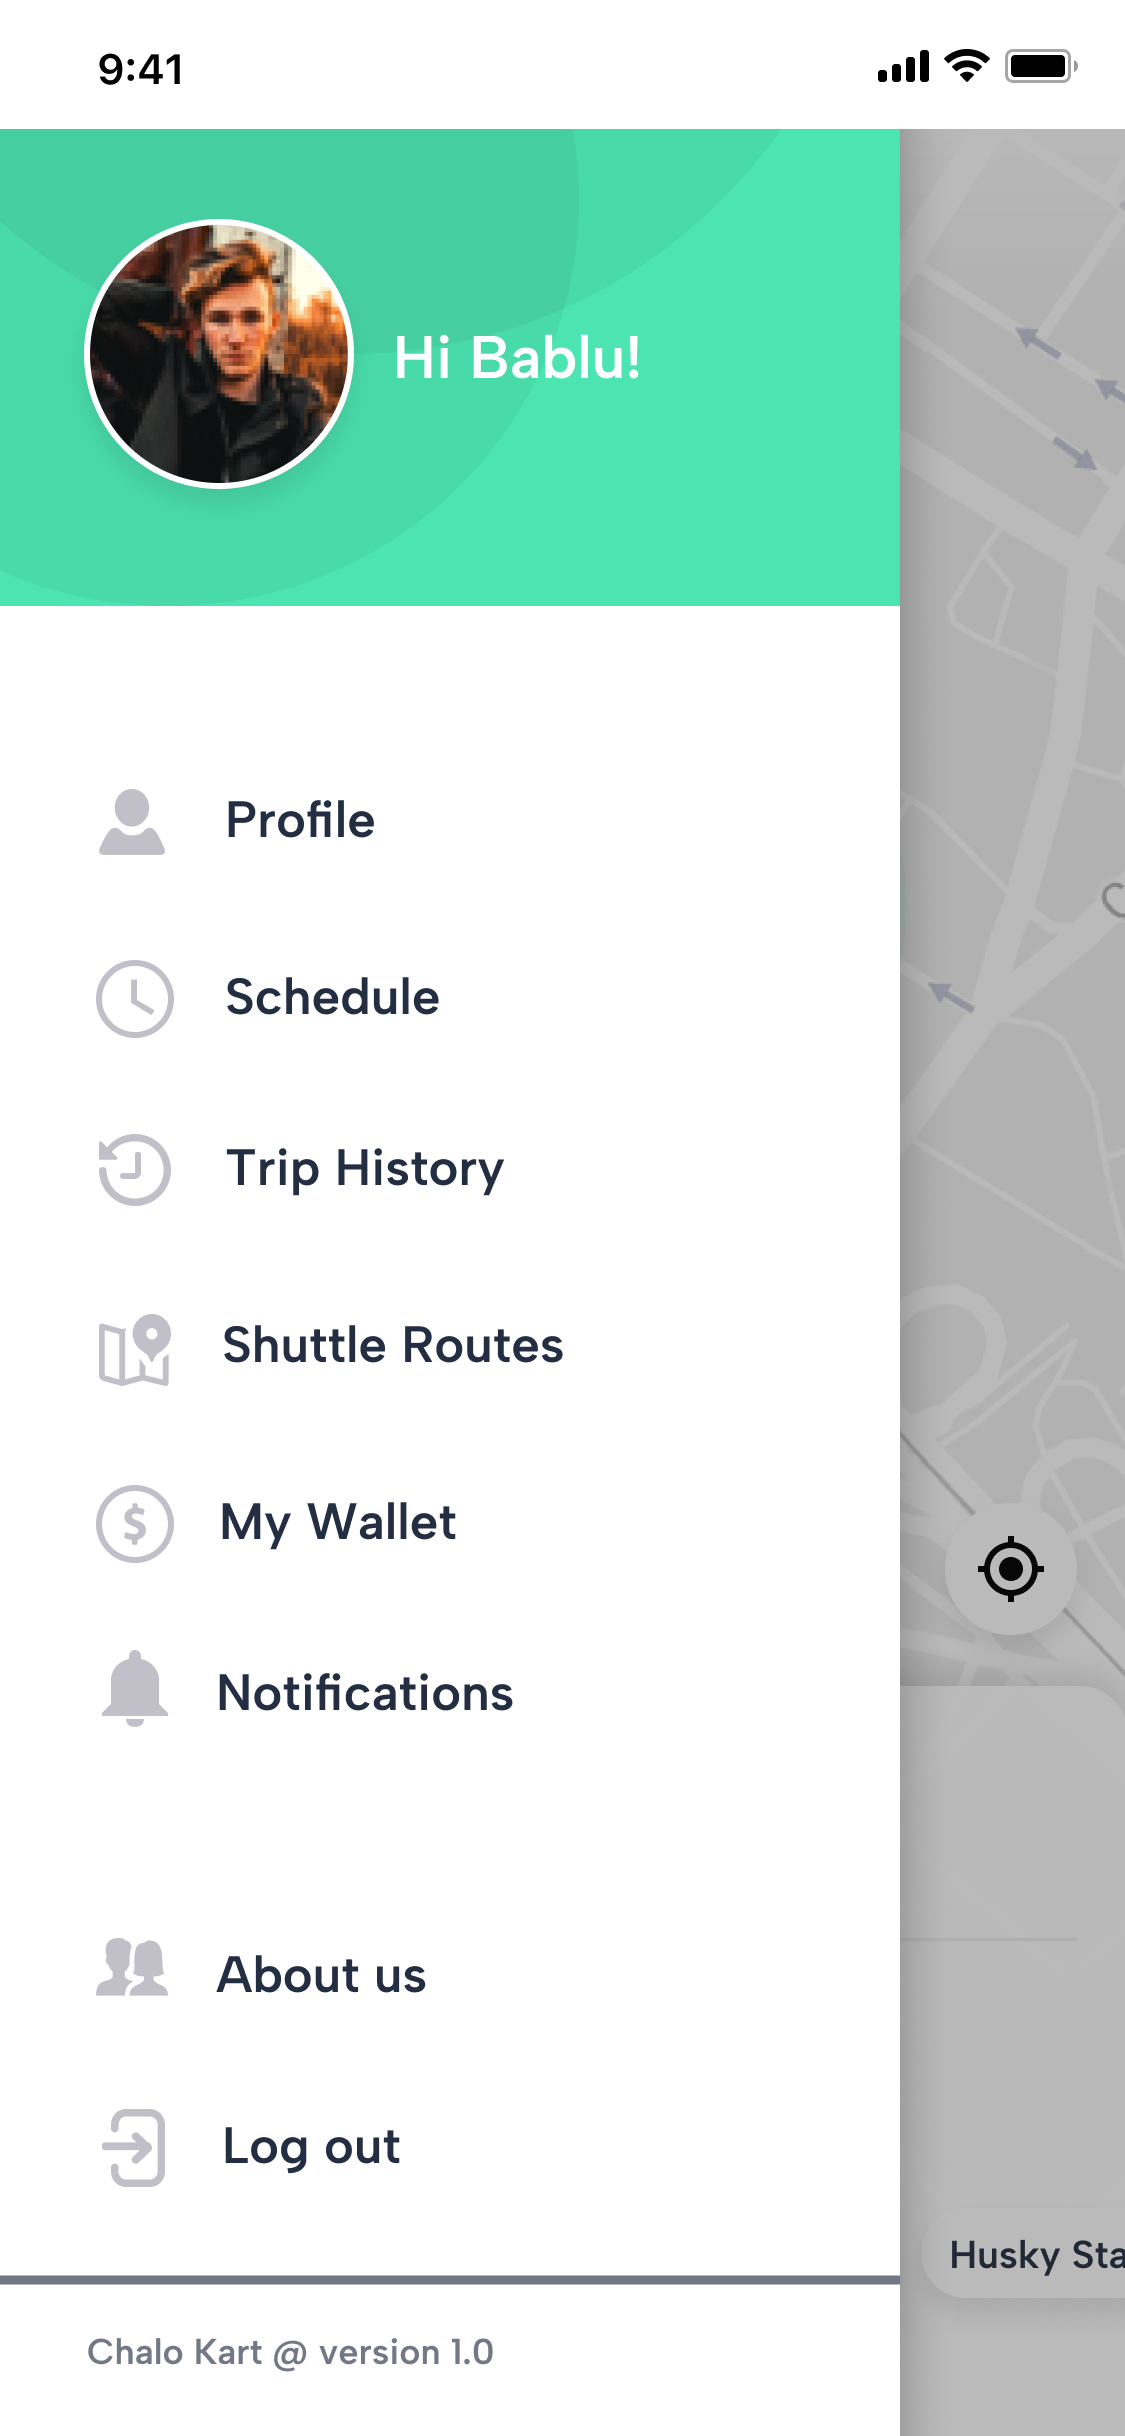 9:41
Hi Bablu!
Profile
Schedule
Trip History
Shuttle Routes
My Wallet
Notifications
About us
Log out
Husky Sta
Chalo Kart @ version 1.0